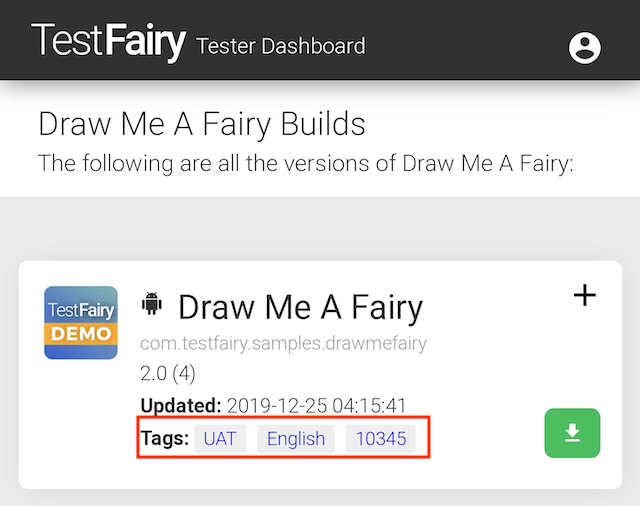 TestFairy Tester Dashboard
Draw Me A Fairy Builds
The following are all the versions of Draw Me A Fairy:
TestFairy
DEMO
Draw Me A Fairy
com.testfairy.samples.drawmefairy
2.0 (4)
Updated: 2019-12-25 04:15:41
Tags: UAT English 10345